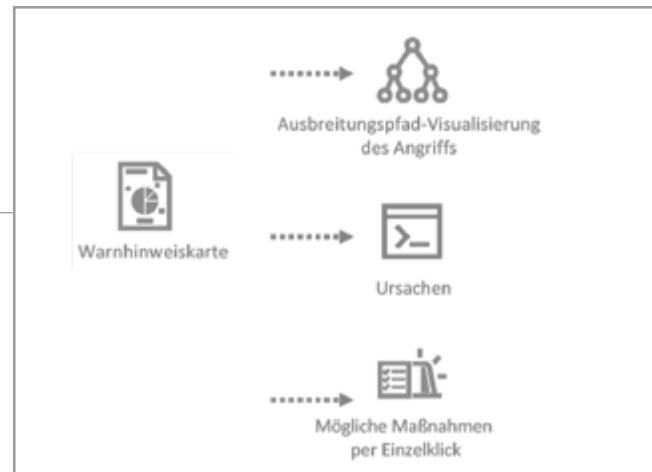 Ausbreitungspfad-Visualisierung
des Angriffs
Warnhinweiskarte
Ursachen
Mögliche Maßnahmen
per Einzelklick